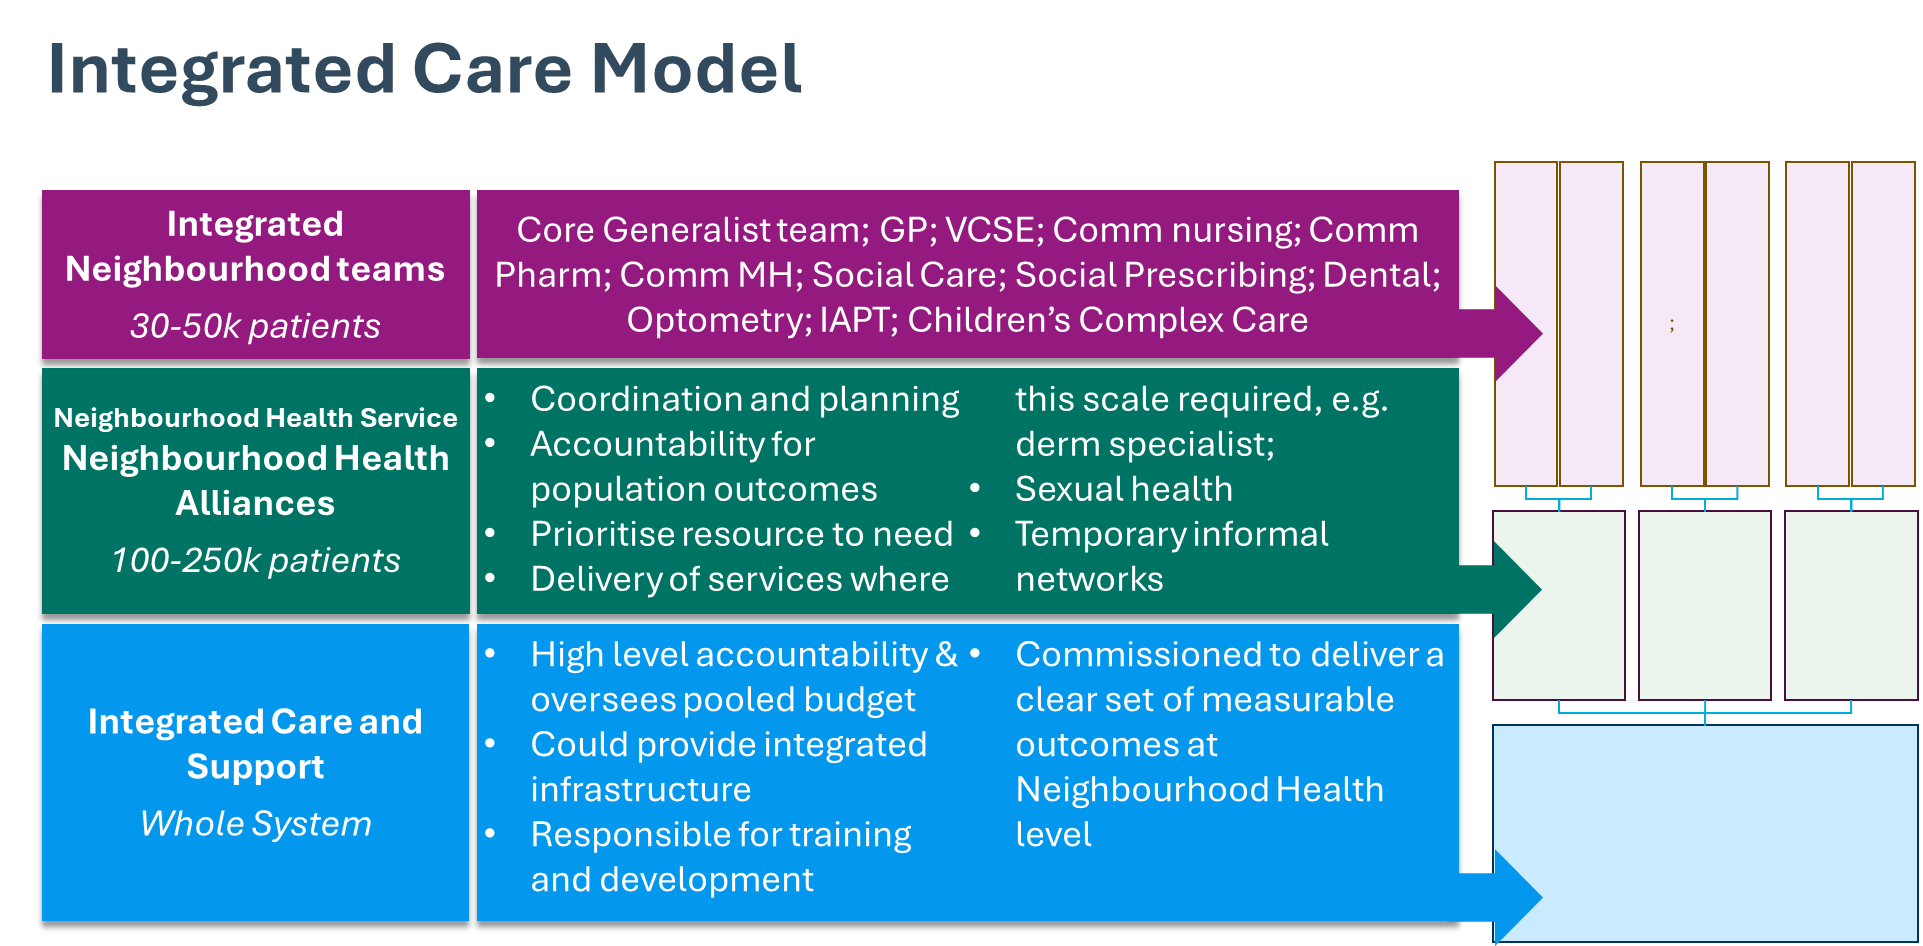 Integrated Care Model
Integrated
Neighbourhood teams
30-50k patients
Core Generalist team; GP; VCSE; Comm nursing; Comm
Pharm; Comm MH; Social Care; Social Prescribing; Dental;
Optometry; IAPT; Children’s Complex Care
;
Neighbourhood Health Service
Neighbourhood Health
Alliances
100-250k patients
• Coordination and planning
• Accountability for
population outcomes
• Prioritise resource to need
• Delivery of services where
this scale required, e.g.
derm specialist;
• Sexual health
• Temporary informal
networks
Integrated Care and
Support
Whole System
• High level accountability &
oversees pooled budget
• Could provide integrated
infrastructure
• Responsible for training
and development
• Commissioned to deliver a
clear set of measurable
outcomes at
Neighbourhood Health
level